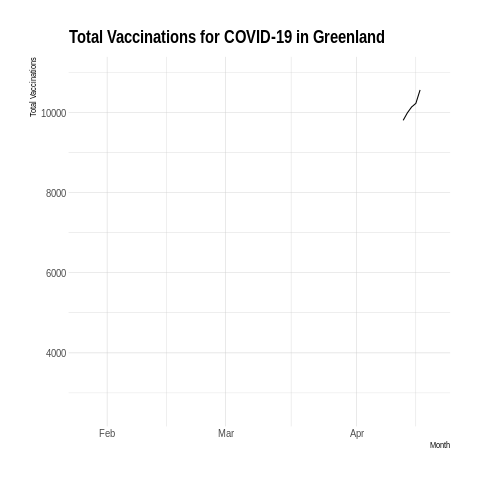 Total Vaccinations for COVID-19 in Greenland
Total Vaccinations
10000
8000
6000
4000
Feb
Mar
Apr
Month